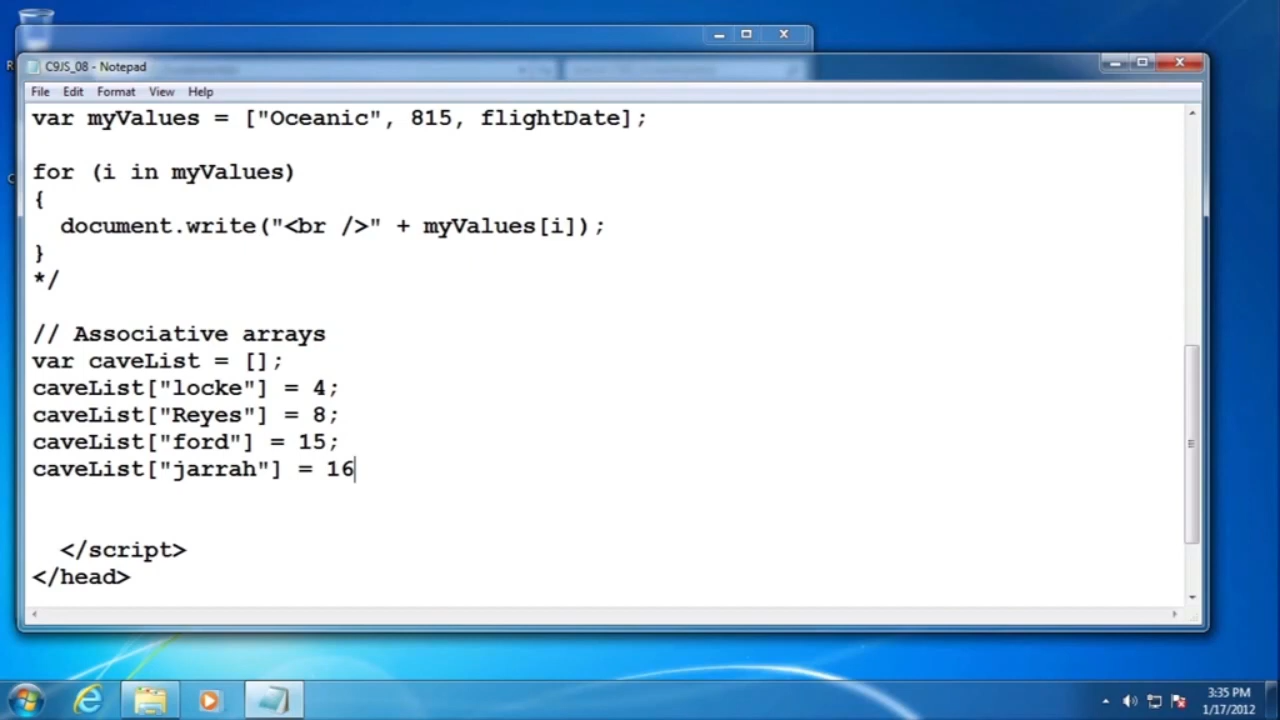 C9JS_08 - Notepad
File Edit Format View Help
var myValues = ["Oceanic", 815, flightDate];
for (i in myValues)
{
  document.write("<br />" + myValues[i]);
}
*/
// Associative arrays
var caveList = [];
caveList["locke"] = 4;
caveList["Reyes"] = 8;
caveList["ford"] = 15;
caveList["jarrah"] = 16
  </script>
</head>
3:35 PM
1/17/2012